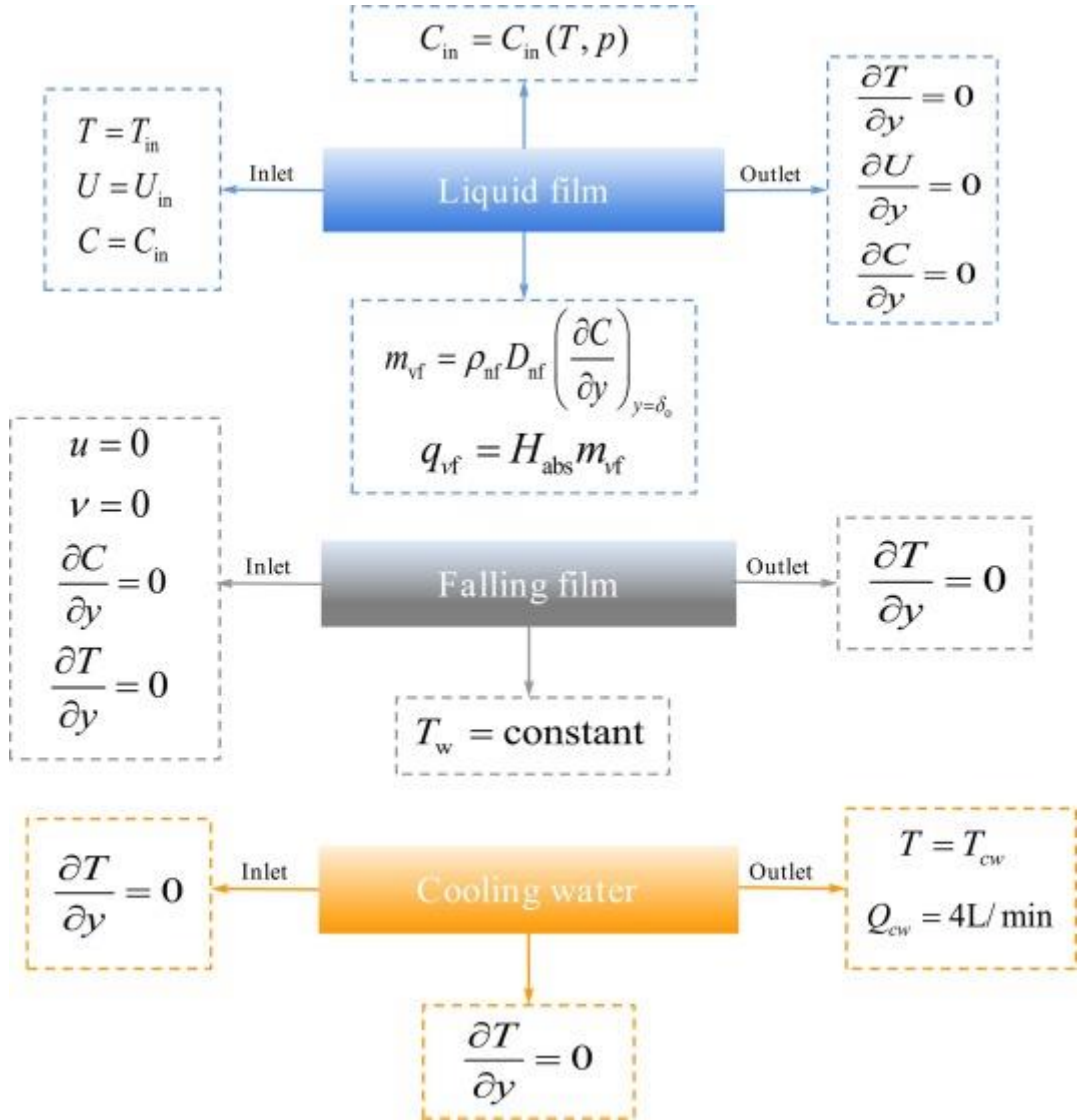 C_in = C_in (T, p)
T = T_in
U = U_in
C = C_in
Inlet
Liquid film
Outlet
∂T/∂y = 0
∂U/∂y = 0
∂C/∂y = 0
m_vf = ρ_nf D_nf (∂C/∂y)_y=δ₀
q_vf = H_abs m_vf
u = 0
ν = 0
∂C/∂y = 0
∂T/∂y = 0
Inlet
Falling film
Outlet
∂T/∂y = 0
T_w = constant
∂T/∂y = 0
Inlet
Cooling water
Outlet
T = T_cw
Q_cw = 4L/ min
∂T/∂y = 0